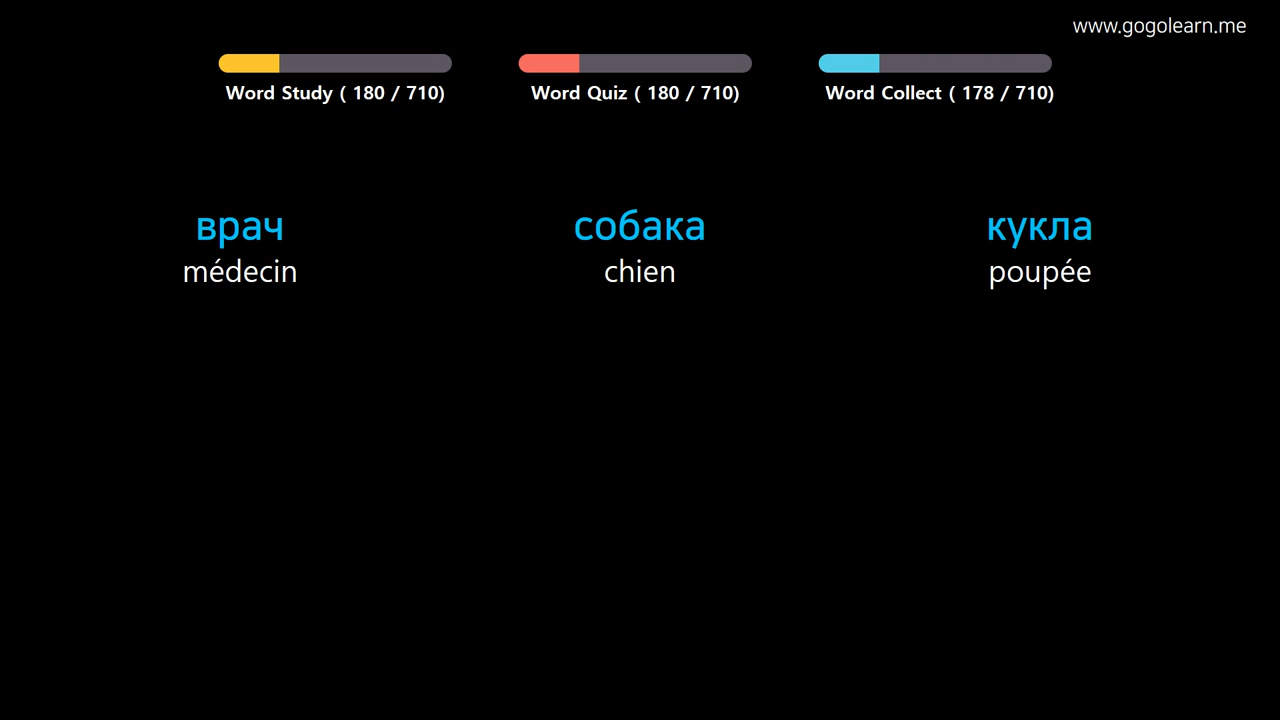 www.gogolearn.me
Word Study ( 180 / 710)
Word Quiz ( 180 / 710)
Word Collect ( 178 / 710)
врач
médecin
собака
chien
кукла
poupée